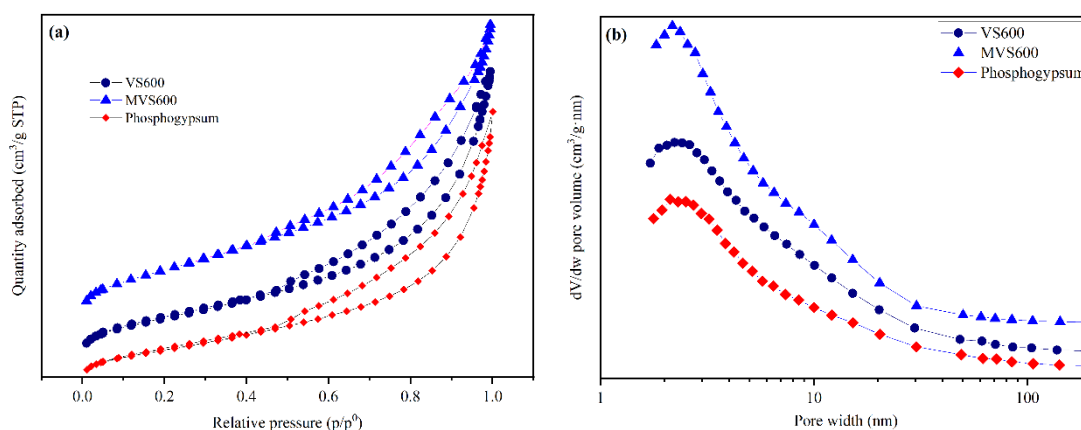 (a)
VS600
MVS600
Phosphogypsum
Quantity adsorbed (cm³/g STP)
0.0 0.2 0.4 0.6 0.8 1.0
Relative pressure (p/p⁰)
(b)
VS600
MVS600
Phosphogypsum
dV/dw pore volume (cm³/g·nm)
1 10 100
Pore width (nm)